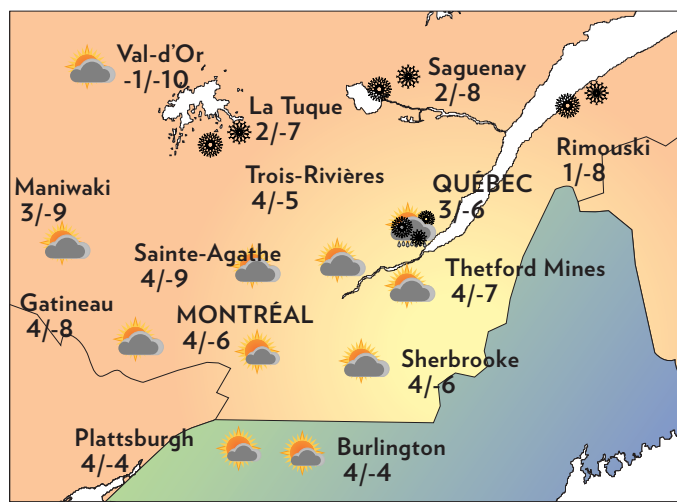 Val-d'Or
-1/-10
Saguenay
2/-8
La Tuque
2/-7
Rimouski
1/-8
Trois-Rivières
4/-5
QUÉBEC
3/-6
Maniwaki
3/-9
Sainte-Agathe
4/-9
Thetford Mines
4/-7
Gatineau
4/-8
MONTRÉAL
4/-6
Sherbrooke
4/-6
Plattsburgh
4/-4
Burlington
4/-4